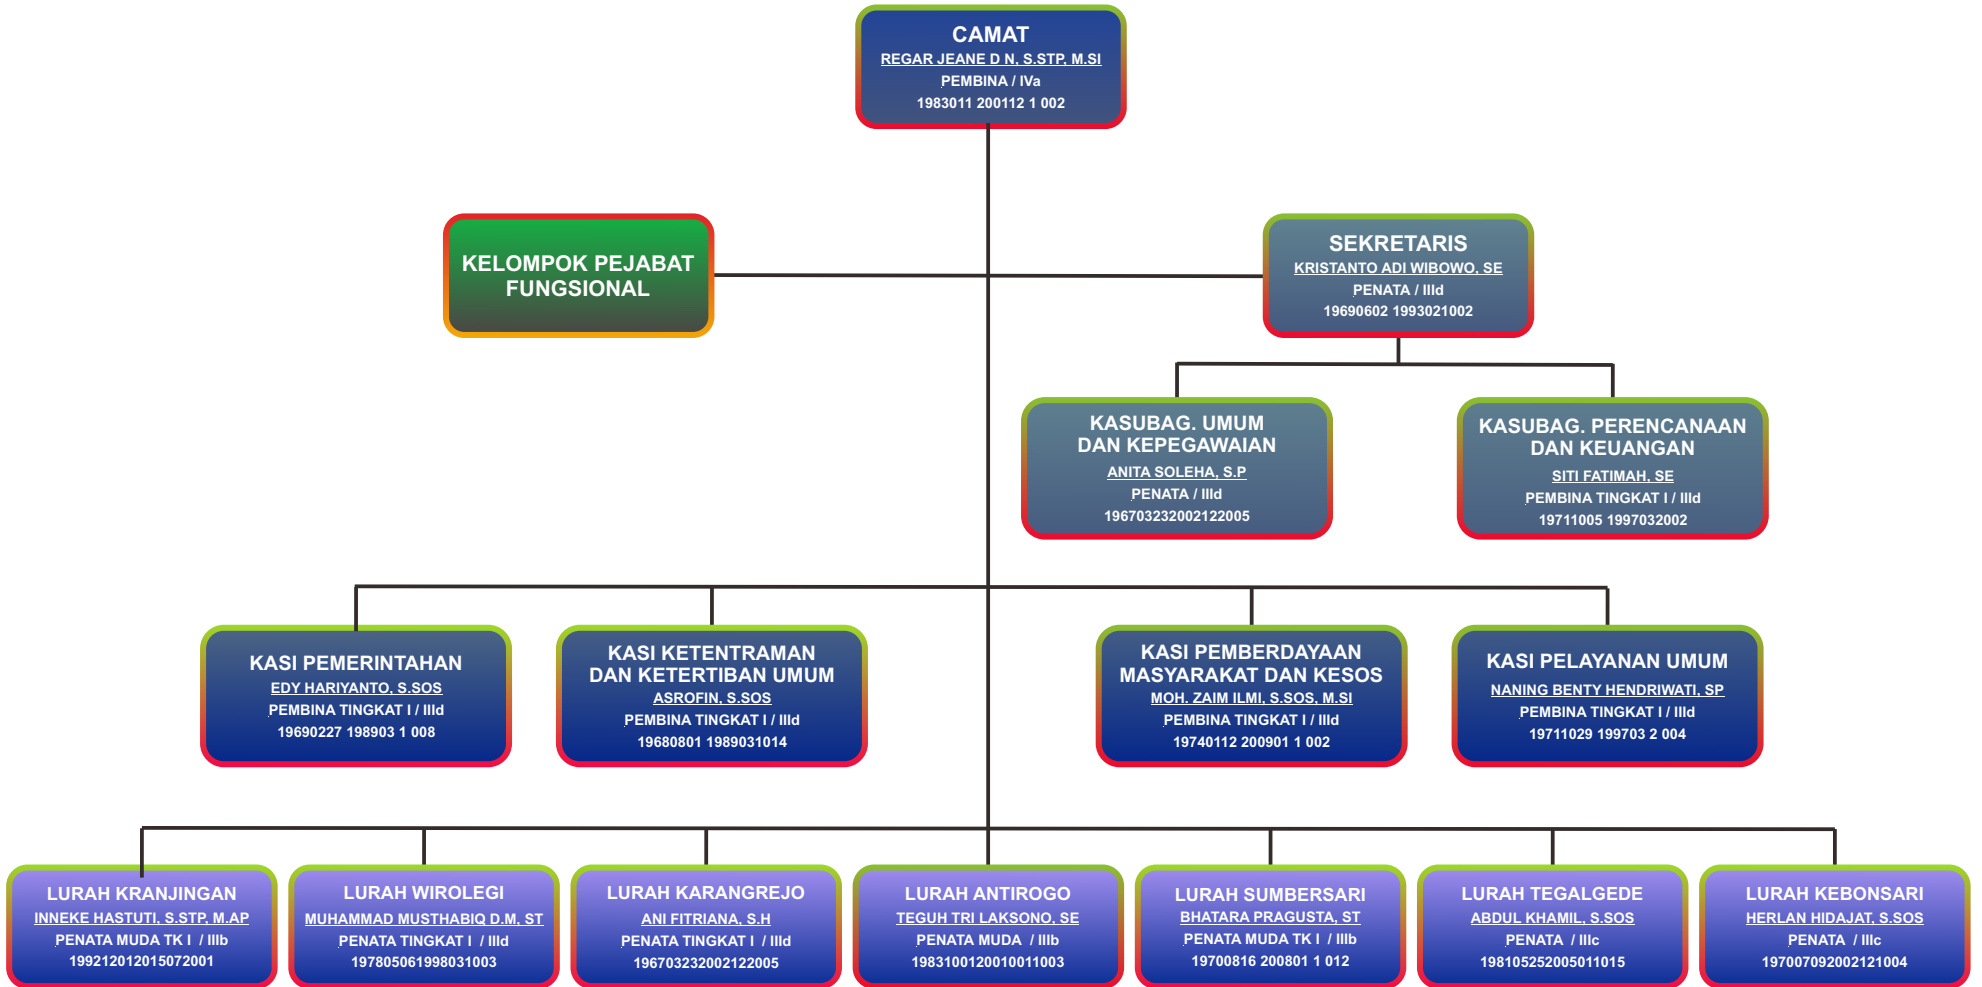 CAMAT
REGAR JEANE D N, S.STP, M.SI
PEMBINA / IVa
1983011 200112 1 002
KELOMPOK PEJABAT
FUNGSIONAL
SEKRETARIS
KRISTANTO ADI WIBOWO, SE
PENATA / IIId
19690602 1993021002
KASUBAG. UMUM
DAN KEPEGAWAIAN
ANITA SOLEHA, S.P
PENATA / IIId
196703232002122005
KASUBAG. PERENCANAAN
DAN KEUANGAN
SITI FATIMAH, SE
PEMBINA TINGKAT I / IIId
19711005 1997032002
KASI PEMERINTAHAN
EDY HARIYANTO, S.SOS
PEMBINA TINGKAT I / IIId
19690227 198903 1 008
KASI KETENTRAMAN
DAN KETERTIBAN UMUM
ASROFIN, S.SOS
PEMBINA TINGKAT I / IIId
19680801 1989031014
KASI PEMBERDAYAAN
MASYARAKAT DAN KESOS
MOH. ZAIM ILMI, S.SOS, M.SI
PEMBINA TINGKAT I / IIId
19740112 200901 1 002
KASI PELAYANAN UMUM
NANING BENTY HENDRIWATI, SP
PEMBINA TINGKAT I / IIId
19711029 199703 2 004
LURAH KRANJINGAN
INNEKE HASTUTI, S.STP, M.AP
PENATA MUDA TK I / IIIb
199212012015072001
LURAH WIROLEGI
MUHAMMAD MUSTHABIQ D.M, ST
PENATA TINGKAT I / IIId
197805061998031003
LURAH KARANGREJO
ANI FITRIANA, S.H
PENATA TINGKAT I / IIId
196703232002122005
LURAH ANTIROGO
TEGUH TRI LAKSONO, SE
PENATA MUDA / IIIb
1983100120010011003
LURAH SUMBERSARI
BHATARA PRAGUSTA, ST
PENATA MUDA TK I / IIIb
19700816 200801 1 012
LURAH TEGALGEDE
ABDUL KHAMIL, S.SOS
PENATA / IIIc
198105252005011015
LURAH KEBONSARI
HERLAN HIDAJAT, S.SOS
PENATA / IIIc
197007092002121004